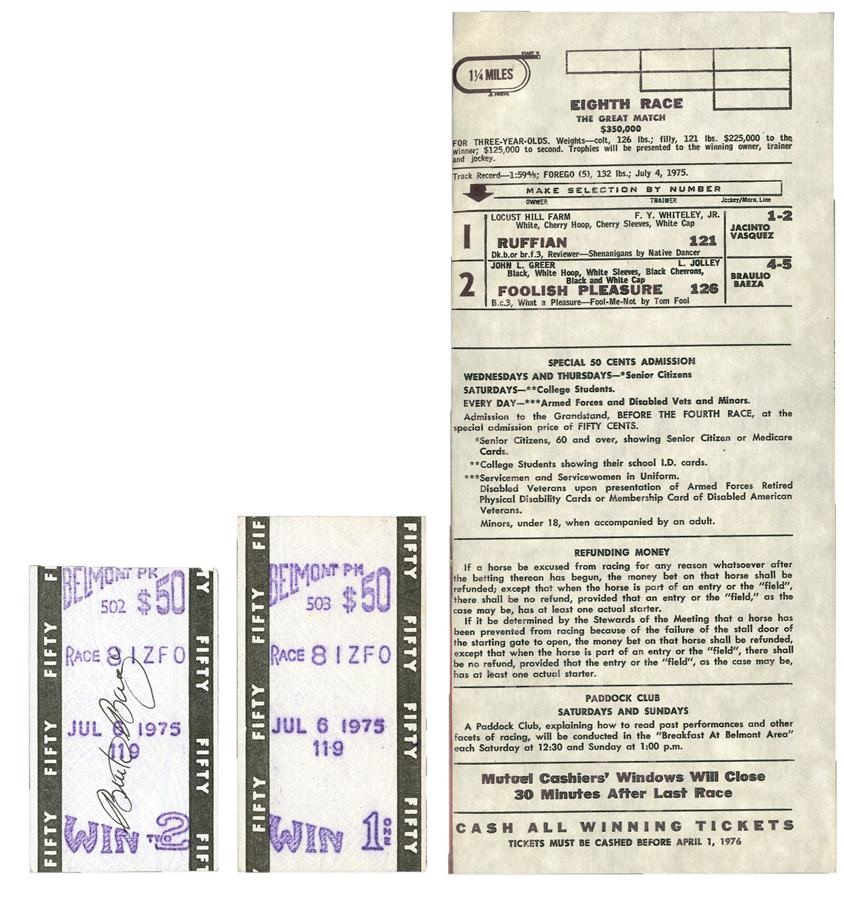 FIFTY
BELMONT PK
502 $50
RACE 8 IZFO
JUL 6 1975
119
WIN TWO 2
FIFTY
BELMONT PK
503 $50
RACE 8 IZFO
JUL 6 1975
119
WIN 1
FIFTY
1¼ MILES
START
FINISH
EIGHTH RACE
THE GREAT MATCH
$350,000
FOR THREE-YEAR-OLDS. Weights—colt, 126 lbs.; filly, 121 lbs. $225,000 to the
winner; $125,000 to second. Trophies will be presented to the winning owner, trainer
and jockey.
Track Record—1:59⅘; FOREGO (5), 132 lbs.; July 4, 1975.
MAKE SELECTION BY NUMBER
OWNER TRAINER Jockey/Morn. Line
1 LOCUST HILL FARM F. Y. WHITELEY, JR. 1-2
White, Cherry Hoop, Cherry Sleeves, White Cap JACINTO
RUFFIAN 121 VASQUEZ
Dk.b.or br.f.3, Reviewer—Shenanigans by Native Dancer
2 JOHN L. GREER L. JOLLEY 4-5
Black, White Hoop, White Sleeves, Black Chevrons, BRAULIO
Black and White Cap BAEZA
FOOLISH PLEASURE 126
B.c.3, What a Pleasure—Fool-Me-Not by Tom Fool
SPECIAL 50 CENTS ADMISSION
WEDNESDAYS AND THURSDAYS—*Senior Citizens
SATURDAYS—**College Students.
EVERY DAY—***Armed Forces and Disabled Vets and Minors.
Admission to the Grandstand, BEFORE THE FOURTH RACE, at the
special admission price of FIFTY CENTS.
*Senior Citizens, 60 and over, showing Senior Citizen or Medicare
Cards.
**College Students showing their school I.D. cards.
***Servicemen and Servicewomen in Uniform.
Disabled Veterans upon presentation of Armed Forces Retired
Physical Disability Cards or Membership Card of Disabled American
Veterans.
Minors, under 18, when accompanied by an adult.
REFUNDING MONEY
If a horse be excused from racing for any reason whatsoever after
the betting thereon has begun, the money bet on that horse shall be
refunded; except that when the horse is part of an entry or the "field",
there shall be no refund, provided that an entry or the "field," as the
case may be, has at least one actual starter.
If it be determined by the Stewards of the Meeting that a horse has
been prevented from racing because of the failure of the stall door of
the starting gate to open, the money bet on that horse shall be refunded,
except that when the horse is part of an entry or the "field", there shall
be no refund, provided that the entry or the "field", as the case may be,
has at least one actual starter.
PADDOCK CLUB
SATURDAYS AND SUNDAYS
A Paddock Club, explaining how to read past performances and other
facets of racing, will be conducted in the "Breakfast At Belmont Area"
each Saturday at 12:30 and Sunday at 1:00 p.m.
Mutuel Cashiers' Windows Will Close
30 Minutes After Last Race
CASH ALL WINNING TICKETS
TICKETS MUST BE CASHED BEFORE APRIL 1, 1976